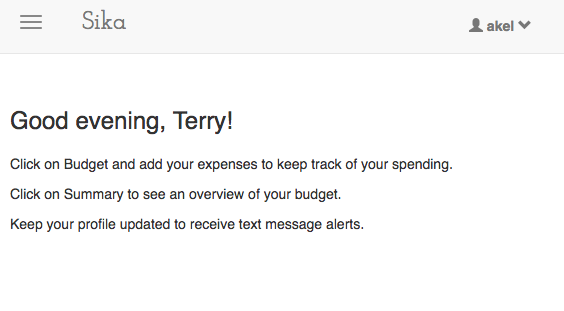 Sika
akel
Good evening, Terry!
Click on Budget and add your expenses to keep track of your spending.
Click on Summary to see an overview of your budget.
Keep your profile updated to receive text message alerts.